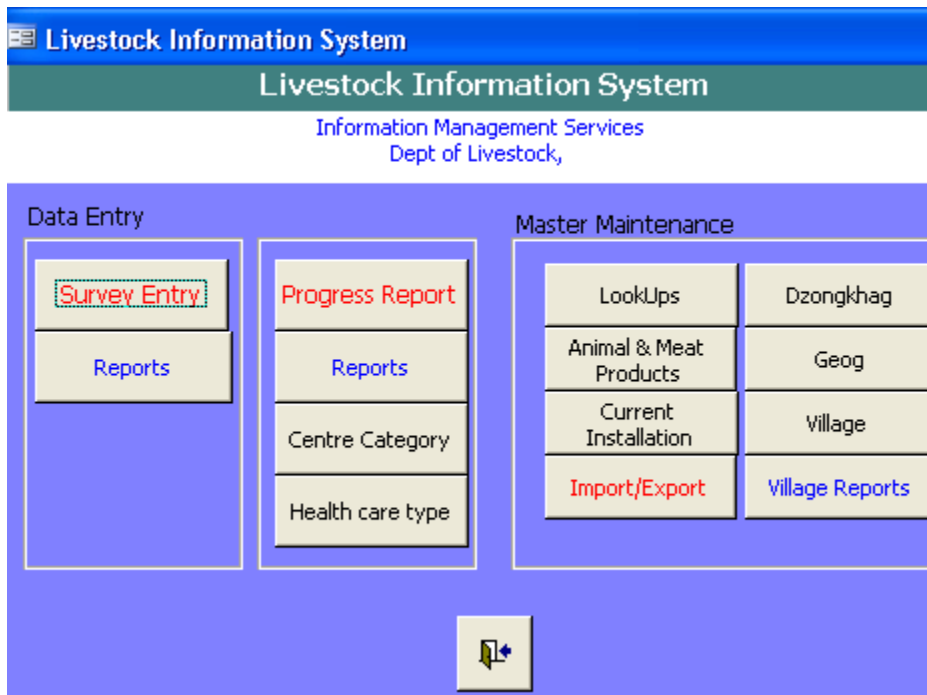 Livestock Information System
Livestock Information System
Information Management Services
Dept of Livestock,
Data Entry
Survey Entry
Reports
Progress Report
Reports
Centre Category
Health care type
Master Maintenance
LookUps
Dzongkhag
Animal & Meat
Products
Geog
Current
Installation
Village
Import/Export
Village Reports